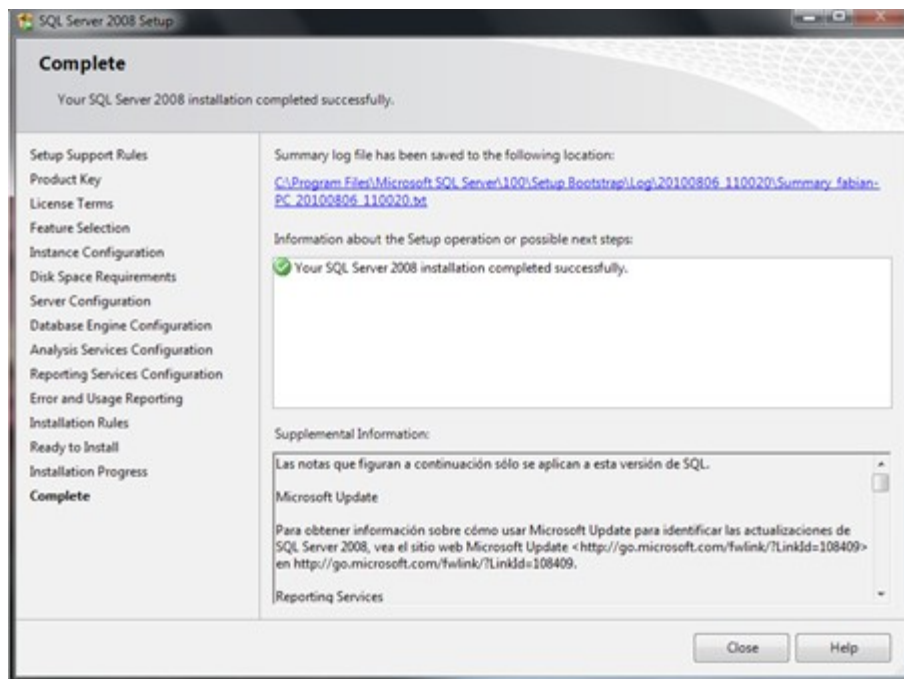 SQL Server 2008 Setup
Complete
Your SQL Server 2008 installation completed successfully.
Setup Support Rules
Product Key
License Terms
Feature Selection
Instance Configuration
Disk Space Requirements
Server Configuration
Database Engine Configuration
Analysis Services Configuration
Reporting Services Configuration
Error and Usage Reporting
Installation Rules
Ready to Install
Installation Progress
Complete
Summary log file has been saved to the following location:
C:\Program Files\Microsoft SQL Server\100\Setup Bootstrap\Log\20100806_110020\Summary_fabian-
PC_20100806_110020.txt
Information about the Setup operation or possible next steps:
Your SQL Server 2008 installation completed successfully.
Supplemental Information:
Las notas que figuran a continuación sólo se aplican a esta versión de SQL.
Microsoft Update
Para obtener información sobre cómo usar Microsoft Update para identificar las actualizaciones de
SQL Server 2008, vea el sitio web Microsoft Update <http://go.microsoft.com/fwlink/?LinkId=108409>
en http://go.microsoft.com/fwlink/?LinkId=108409.
Reporting Services
Close
Help